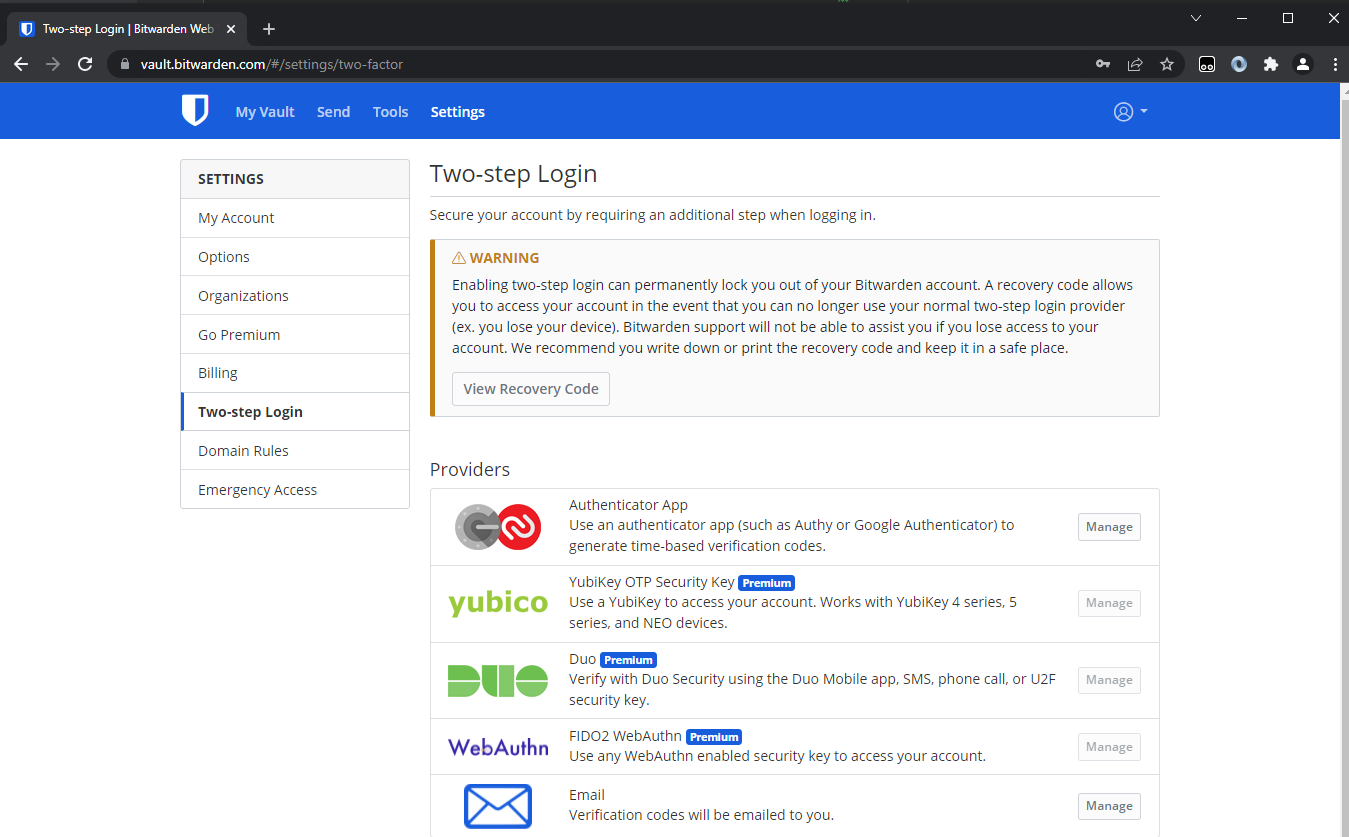 Two-step Login | Bitwarden Web
vault.bitwarden.com/#/settings/two-factor
My Vault Send Tools Settings
SETTINGS
My Account
Options
Organizations
Go Premium
Billing
Two-step Login
Domain Rules
Emergency Access
Two-step Login
Secure your account by requiring an additional step when logging in.
WARNING
Enabling two-step login can permanently lock you out of your Bitwarden account. A recovery code allows
you to access your account in the event that you can no longer use your normal two-step login provider
(ex. you lose your device). Bitwarden support will not be able to assist you if you lose access to your
account. We recommend you write down or print the recovery code and keep it in a safe place.
View Recovery Code
Providers
Authenticator App
Use an authenticator app (such as Authy or Google Authenticator) to
generate time-based verification codes.
Manage
yubico
YubiKey OTP Security Key Premium
Use a YubiKey to access your account. Works with YubiKey 4 series, 5
series, and NEO devices.
Manage
DUO
Duo Premium
Verify with Duo Security using the Duo Mobile app, SMS, phone call, or U2F
security key.
Manage
WebAuthn
FIDO2 WebAuthn Premium
Use any WebAuthn enabled security key to access your account.
Manage
Email
Verification codes will be emailed to you.
Manage